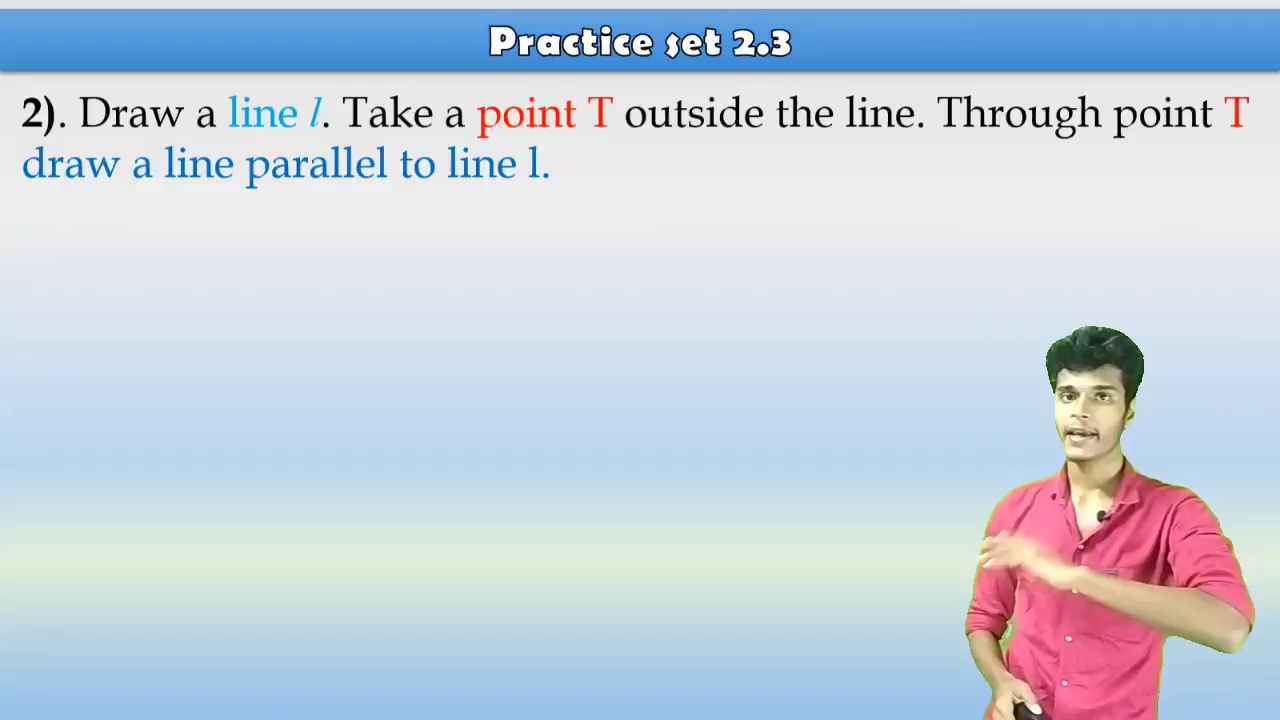 Practice set 2.3
2). Draw a line l. Take a point T outside the line. Through point T
draw a line parallel to line l.